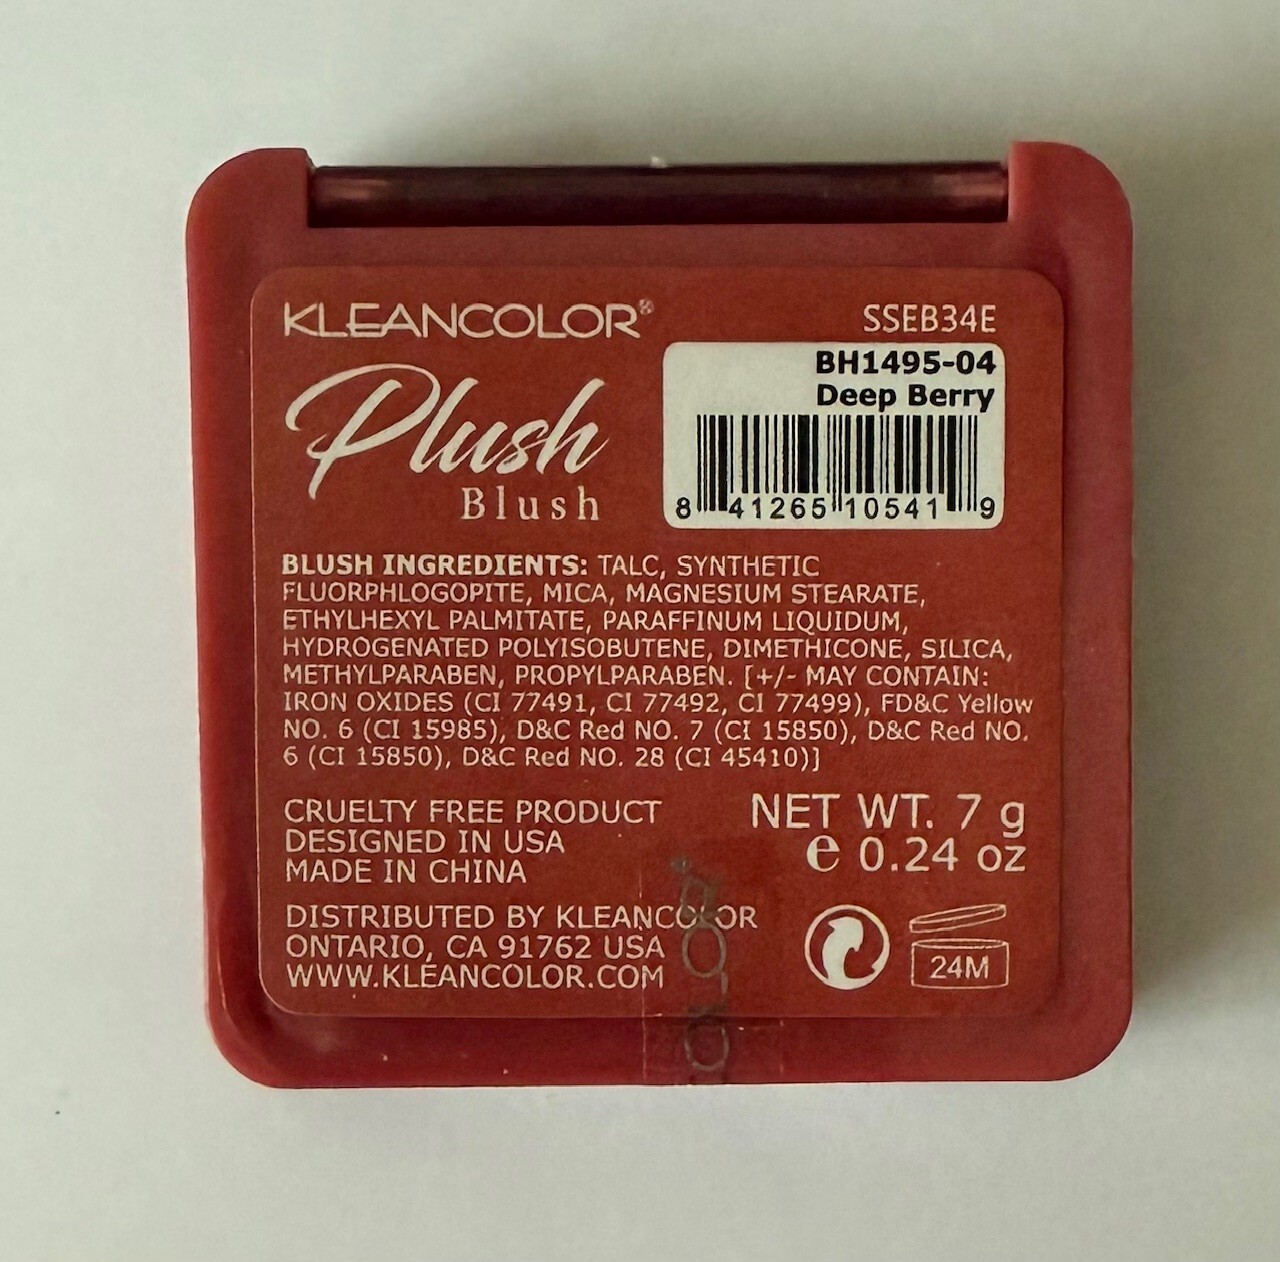 KLEANCOLOR®
SSEB34E
Plush
Blush
BH1495-04
Deep Berry
8 41265 10541 9
BLUSH INGREDIENTS: TALC, SYNTHETIC
FLUORPHLOGOPITE, MICA, MAGNESIUM STEARATE,
ETHYLHEXYL PALMITATE, PARAFFINUM LIQUIDUM,
HYDROGENATED POLYISOBUTENE, DIMETHICONE, SILICA,
METHYLPARABEN, PROPYLPARABEN. [+/- MAY CONTAIN:
IRON OXIDES (CI 77491, CI 77492, CI 77499), FD&C Yellow
NO. 6 (CI 15985), D&C Red NO. 7 (CI 15850), D&C Red NO.
6 (CI 15850), D&C Red NO. 28 (CI 45410)]
CRUELTY FREE PRODUCT
DESIGNED IN USA
MADE IN CHINA
NET WT. 7 g
e 0.24 oz
DISTRIBUTED BY KLEANCOLOR
ONTARIO, CA 91762 USA
WWW.KLEANCOLOR.COM
24M